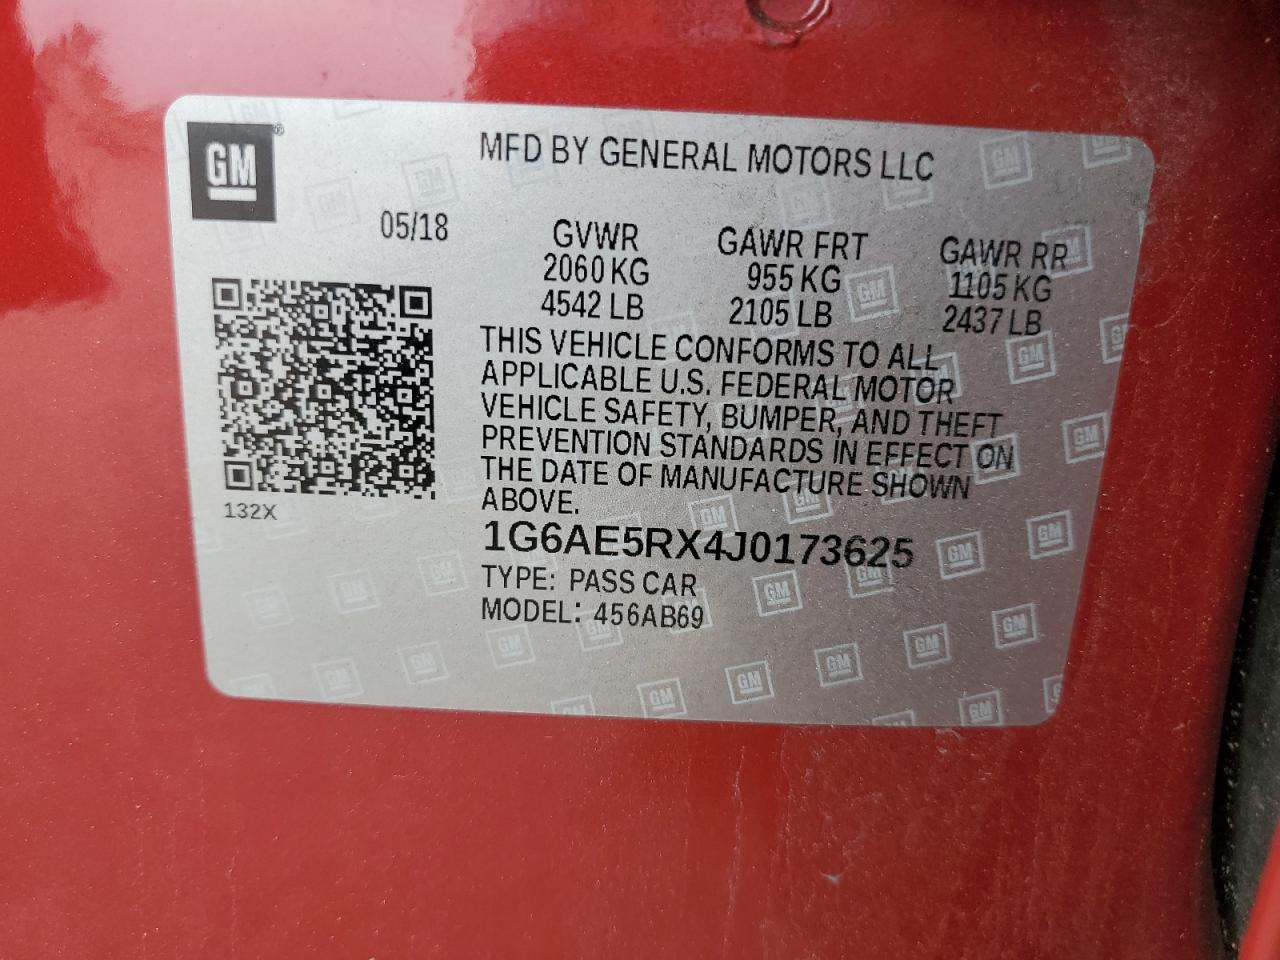 GM®
MFD BY GENERAL MOTORS LLC
05/18
GVWR GAWR FRT GAWR RR
2060 KG 955 KG 1105 KG
4542 LB 2105 LB 2437 LB
THIS VEHICLE CONFORMS TO ALL
APPLICABLE U.S. FEDERAL MOTOR
VEHICLE SAFETY, BUMPER, AND THEFT
PREVENTION STANDARDS IN EFFECT ON
THE DATE OF MANUFACTURE SHOWN
ABOVE.
132X
1G6AE5RX4J0173625
TYPE: PASS CAR
MODEL: 456AB69